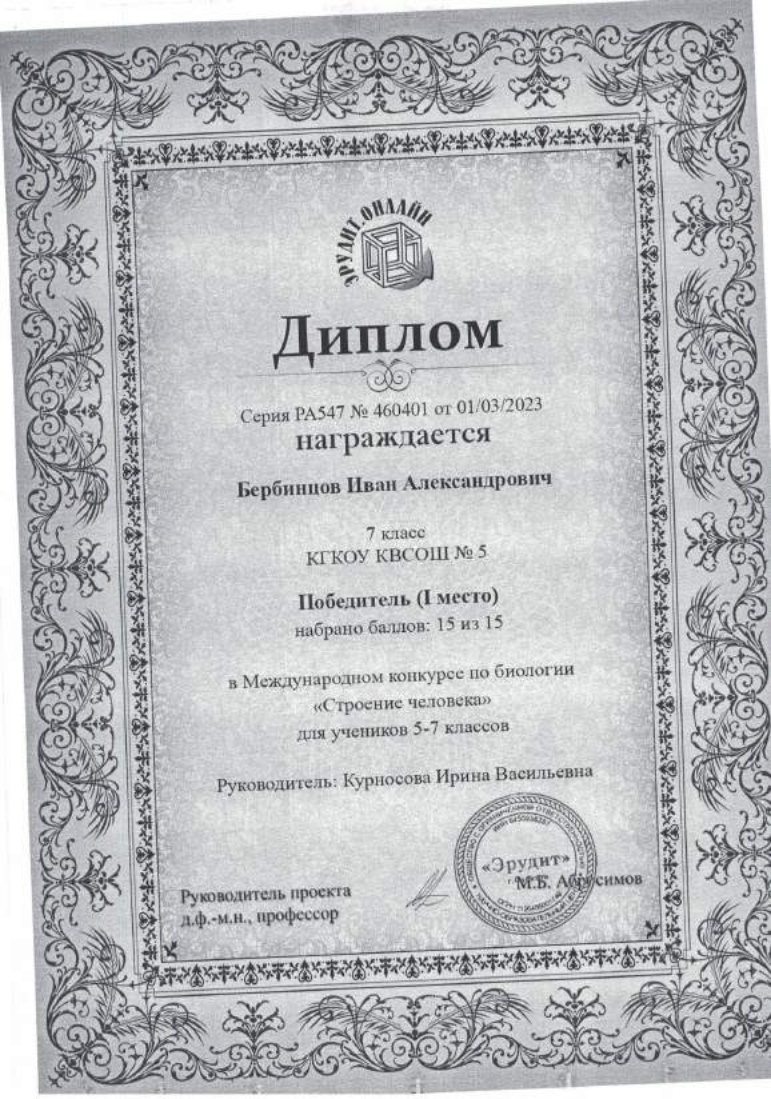 ЭРУДИТ.ОНЛАЙН
Диплом
Серия РА547 № 460401 от 01/03/2023
награждается
Бербинцов Иван Александрович
7 класс
КГКОУ КВСОШ № 5
Победитель (I место)
набрано баллов: 15 из 15
в Международном конкурсе по биологии
«Строение человека»
для учеников 5-7 классов
Руководитель: Курносова Ирина Васильевна
«Эрудит»
Руководитель проекта
М.Б. Абросимов
д.ф.-м.н., профессор